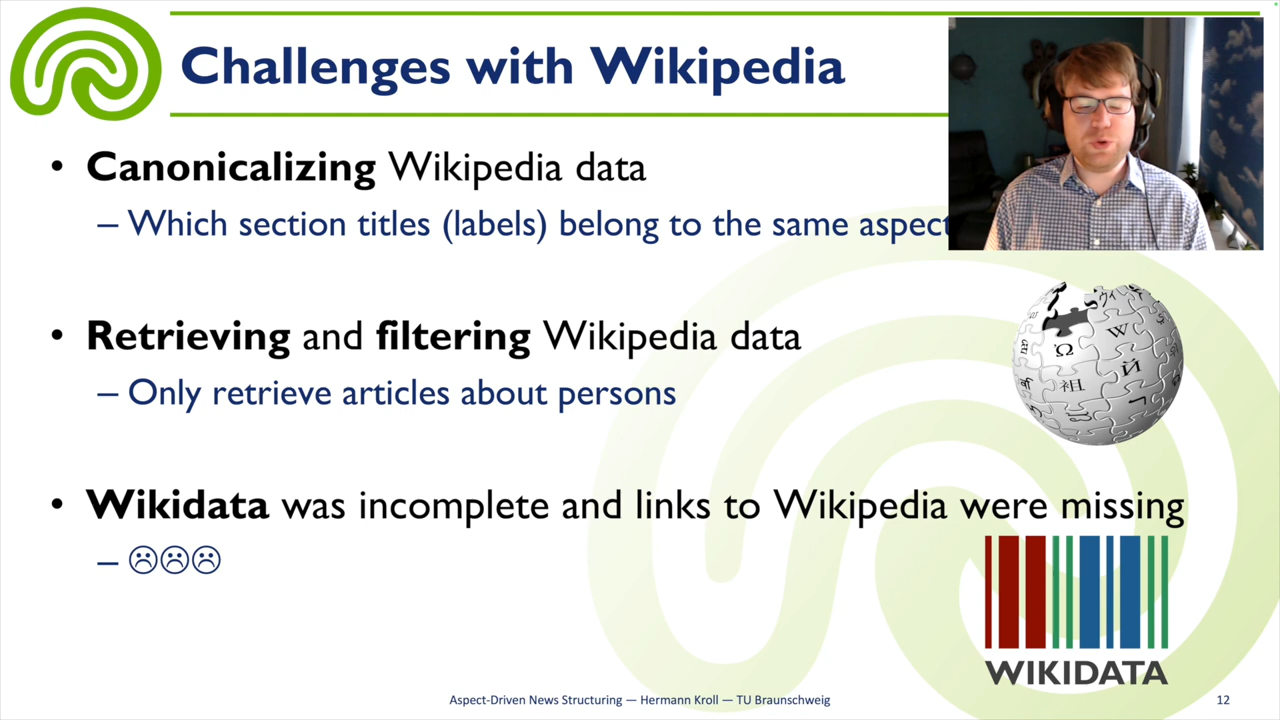 Challenges with Wikipedia
• Canonicalizing Wikipedia data
– Which section titles (labels) belong to the same aspect
• Retrieving and filtering Wikipedia data
– Only retrieve articles about persons
• Wikidata was incomplete and links to Wikipedia were missing
– ☹☹☹
WIKIDATA
Aspect-Driven News Structuring — Hermann Kroll — TU Braunschweig
12